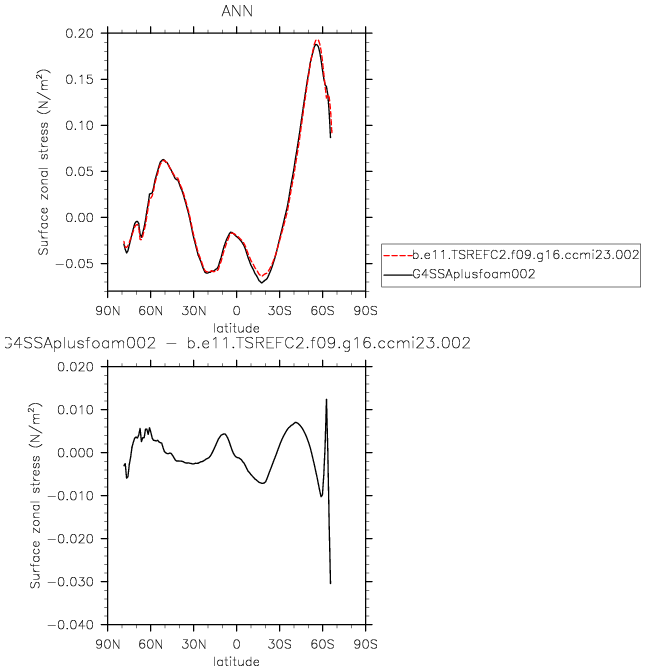 ANN
0.20
0.15
0.10
0.05
0.00
−0.05
Surface zonal stress (N/m²)
90N 60N 30N 0 30S 60S 90S
latitude
b.e11.TSREFC2.f09.g16.ccmi23.002
G4SSAplusfoam002
G4SSAplusfoam002 − b.e11.TSREFC2.f09.g16.ccmi23.002
0.020
0.010
0.000
−0.010
−0.020
−0.030
−0.040
Surface zonal stress (N/m²)
90N 60N 30N 0 30S 60S 90S
latitude